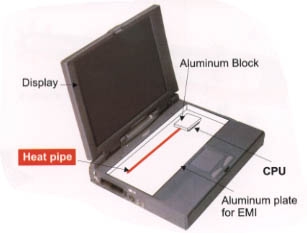 Aluminum Block
Display
Heat pipe
CPU
Aluminum plate
for EMI